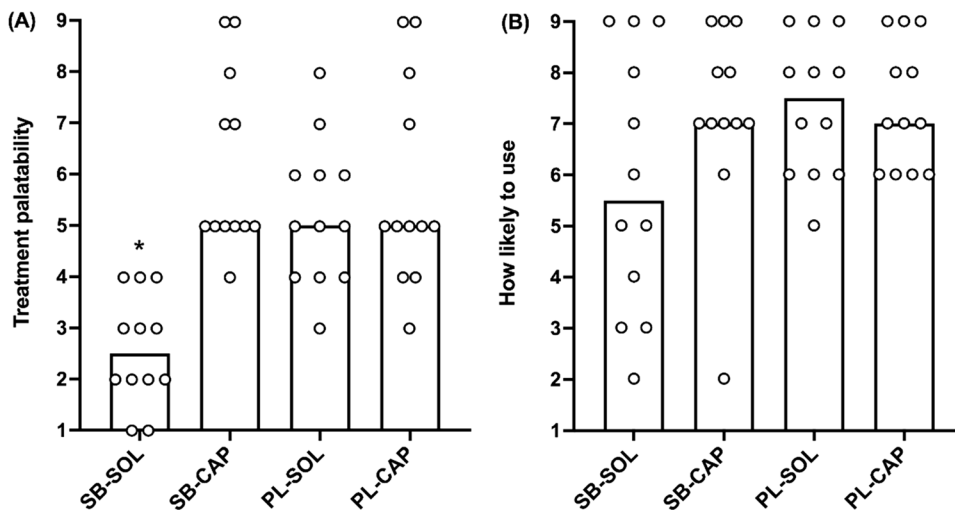 (A)
Treatment palatability
9
8
7
6
5
4
3
2
1
*
SB-SOL
SB-CAP
PL-SOL
PL-CAP
(B)
How likely to use
9
8
7
6
5
4
3
2
1
SB-SOL
SB-CAP
PL-SOL
PL-CAP